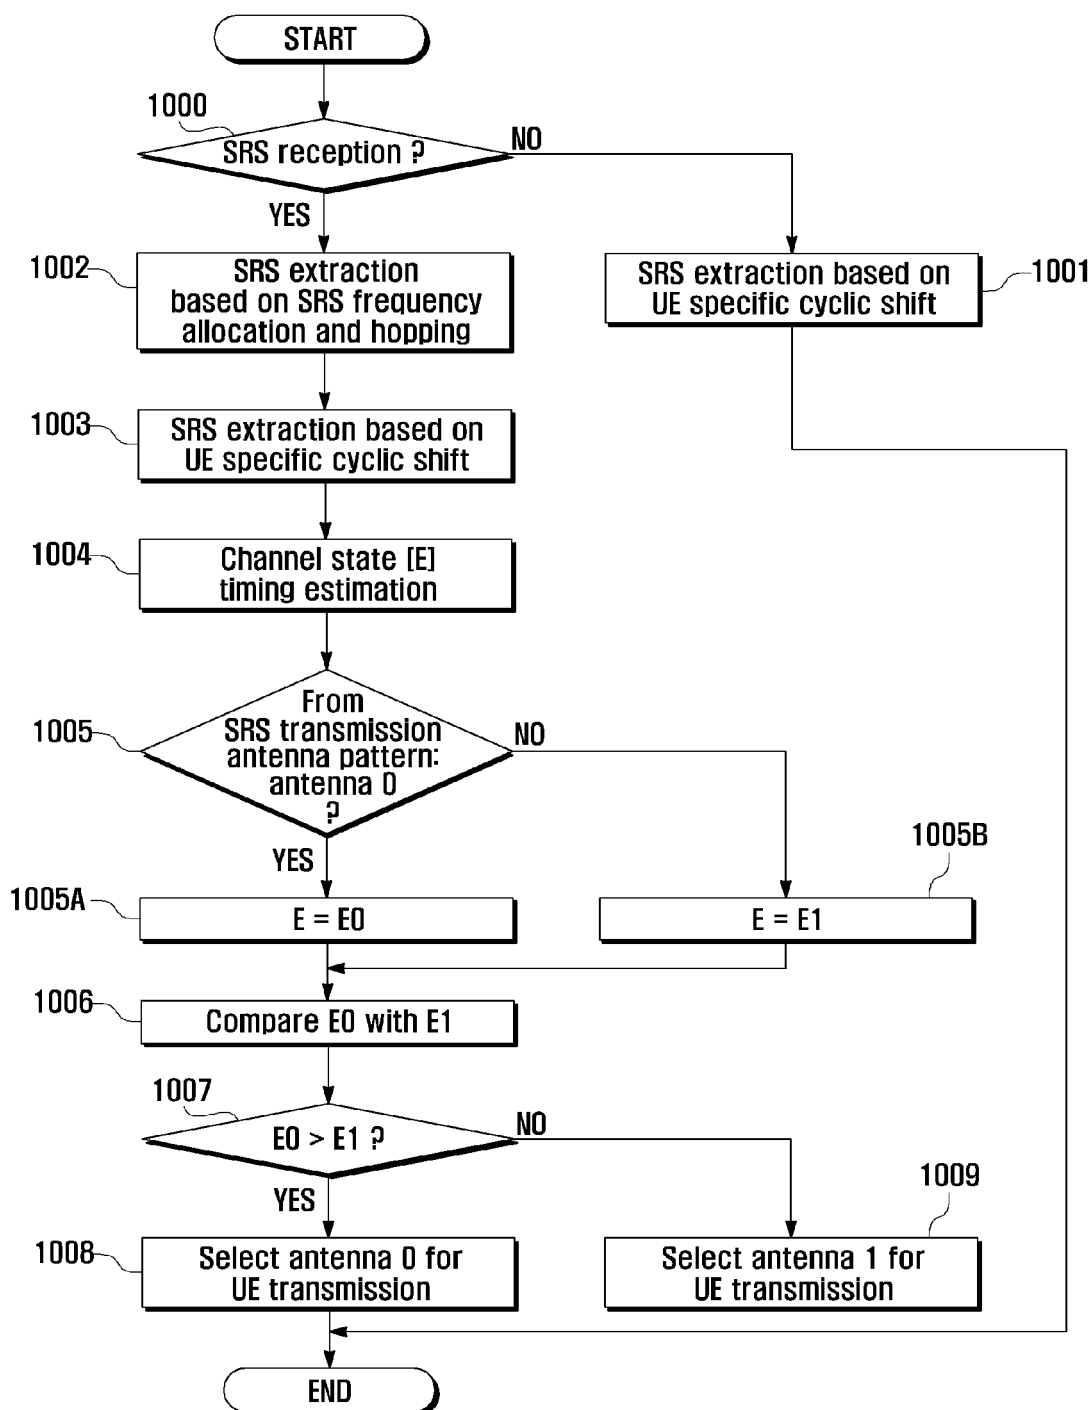 START
1000
SRS reception ?
NO
YES
1002
SRS extraction
based on SRS frequency
allocation and hopping
SRS extraction based on
UE specific cyclic shift
1001
1003
SRS extraction based on
UE specific cyclic shift
1004
Channel state [E]
timing estimation
1005
From
SRS transmission
antenna pattern:
antenna 0
?
NO
YES
1005B
1005A
E = E0
E = E1
1006
Compare E0 with E1
1007
E0 > E1 ?
NO
YES
1009
1008
Select antenna 0 for
UE transmission
Select antenna 1 for
UE transmission
END